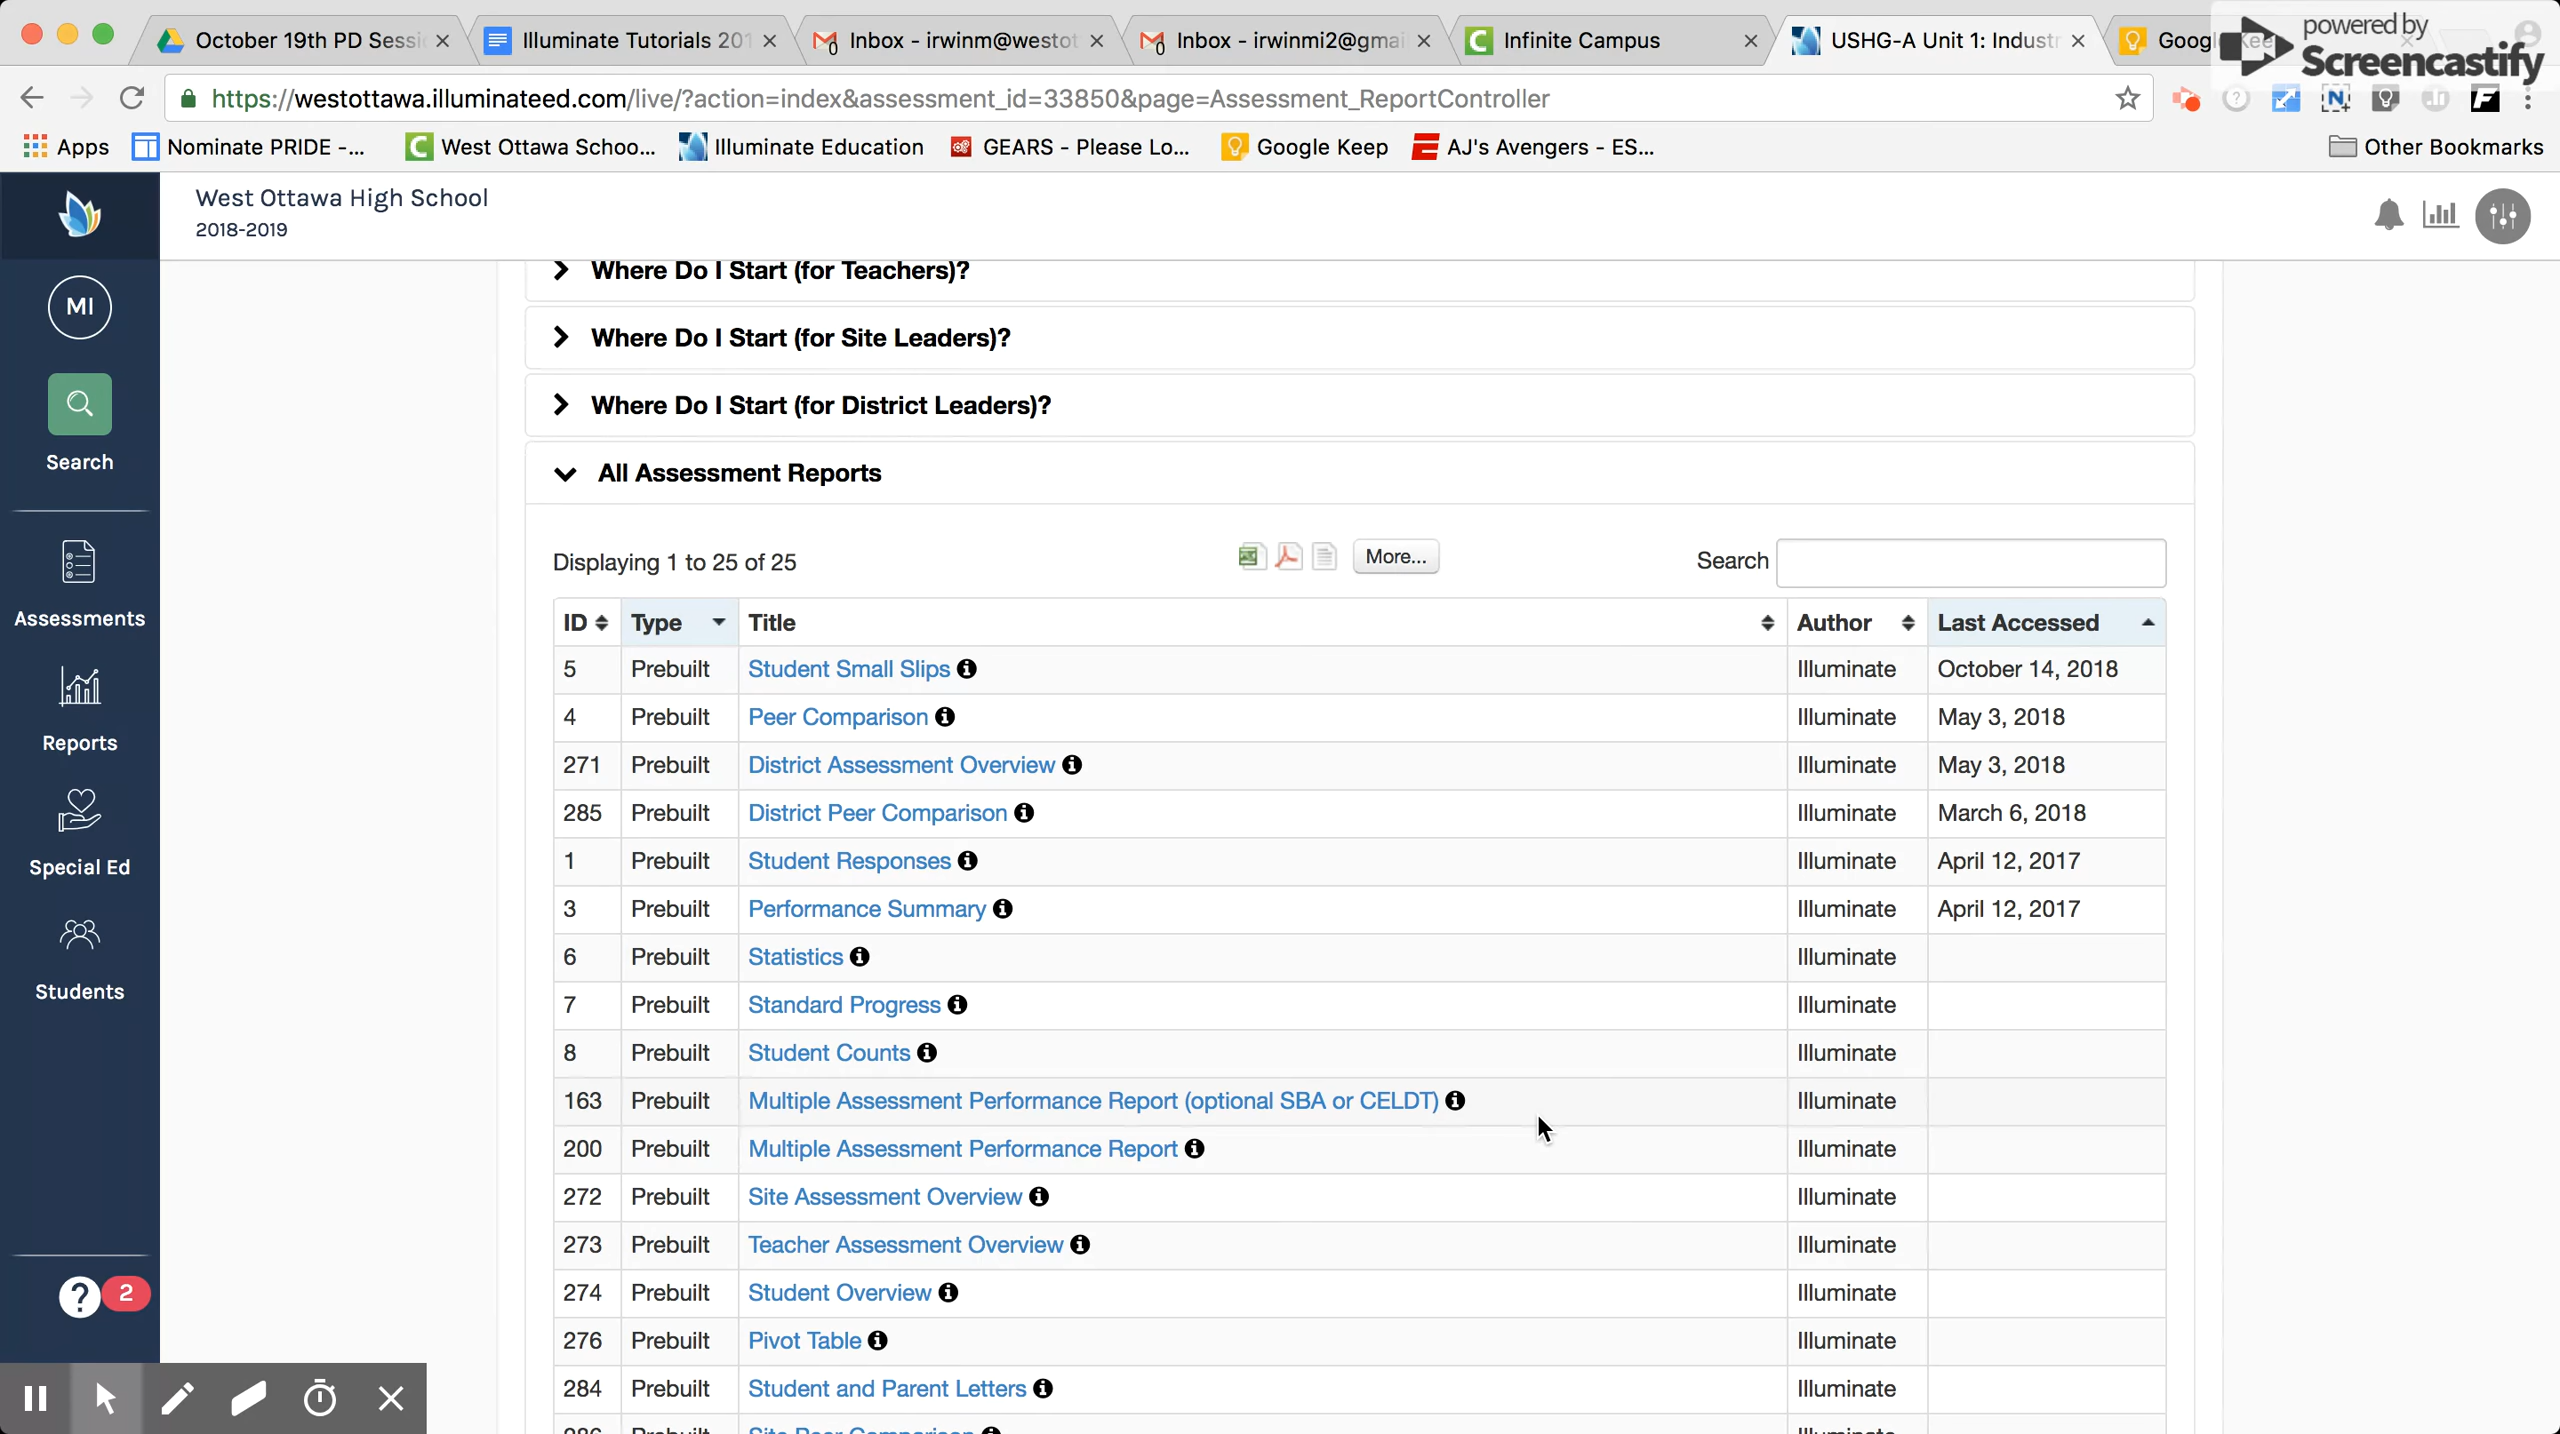 October 19th PD Sessi
Illuminate Tutorials 201
Inbox - irwinm@westot
Inbox - irwinmi2@gmai
Infinite Campus
USHG-A Unit 1: Industr
Googl
powered by
Screencastify
https://westottawa.illuminateed.com/live/?action=index&assessment_id=33850&page=Assessment_ReportController
Apps
Nominate PRIDE -...
West Ottawa Schoo...
Illuminate Education
GEARS - Please Lo...
Google Keep
AJ's Avengers - ES...
Other Bookmarks
West Ottawa High School
2018-2019
MI
Search
Assessments
Reports
Special Ed
Students
2
Where Do I Start (for Teachers)?
Where Do I Start (for Site Leaders)?
Where Do I Start (for District Leaders)?
All Assessment Reports
Displaying 1 to 25 of 25
More...
Search
ID Type Title Author Last Accessed
5 Prebuilt Student Small Slips Illuminate October 14, 2018
4 Prebuilt Peer Comparison Illuminate May 3, 2018
271 Prebuilt District Assessment Overview Illuminate May 3, 2018
285 Prebuilt District Peer Comparison Illuminate March 6, 2018
1 Prebuilt Student Responses Illuminate April 12, 2017
3 Prebuilt Performance Summary Illuminate April 12, 2017
6 Prebuilt Statistics Illuminate
7 Prebuilt Standard Progress Illuminate
8 Prebuilt Student Counts Illuminate
163 Prebuilt Multiple Assessment Performance Report (optional SBA or CELDT) Illuminate
200 Prebuilt Multiple Assessment Performance Report Illuminate
272 Prebuilt Site Assessment Overview Illuminate
273 Prebuilt Teacher Assessment Overview Illuminate
274 Prebuilt Student Overview Illuminate
276 Prebuilt Pivot Table Illuminate
284 Prebuilt Student and Parent Letters Illuminate